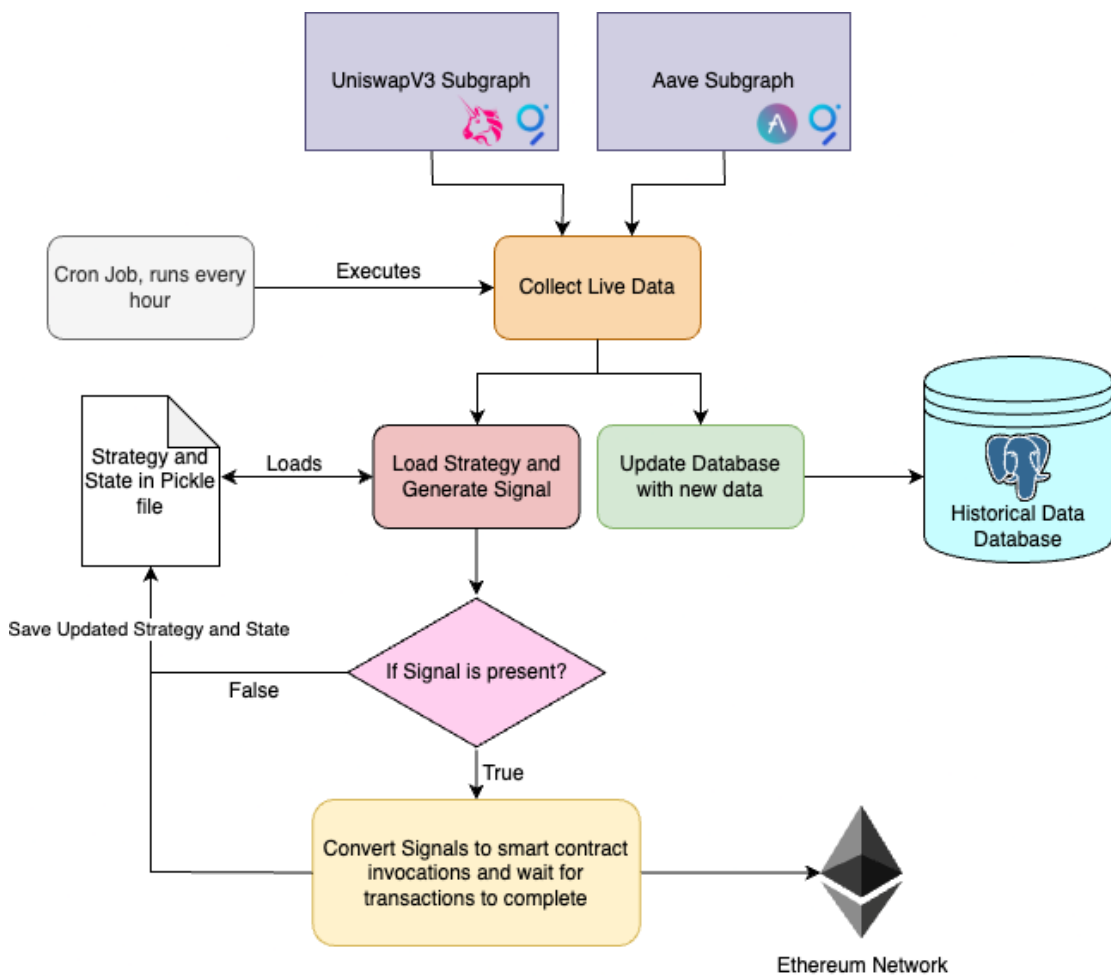 UniswapV3 Subgraph
Aave Subgraph
Cron Job, runs every
hour
Executes
Collect Live Data
Strategy and
State in Pickle
file
Loads
Load Strategy and
Generate Signal
Update Database
with new data
Historical Data
Database
Save Updated Strategy and State
If Signal is present?
False
True
Convert Signals to smart contract
invocations and wait for
transactions to complete
Ethereum Network